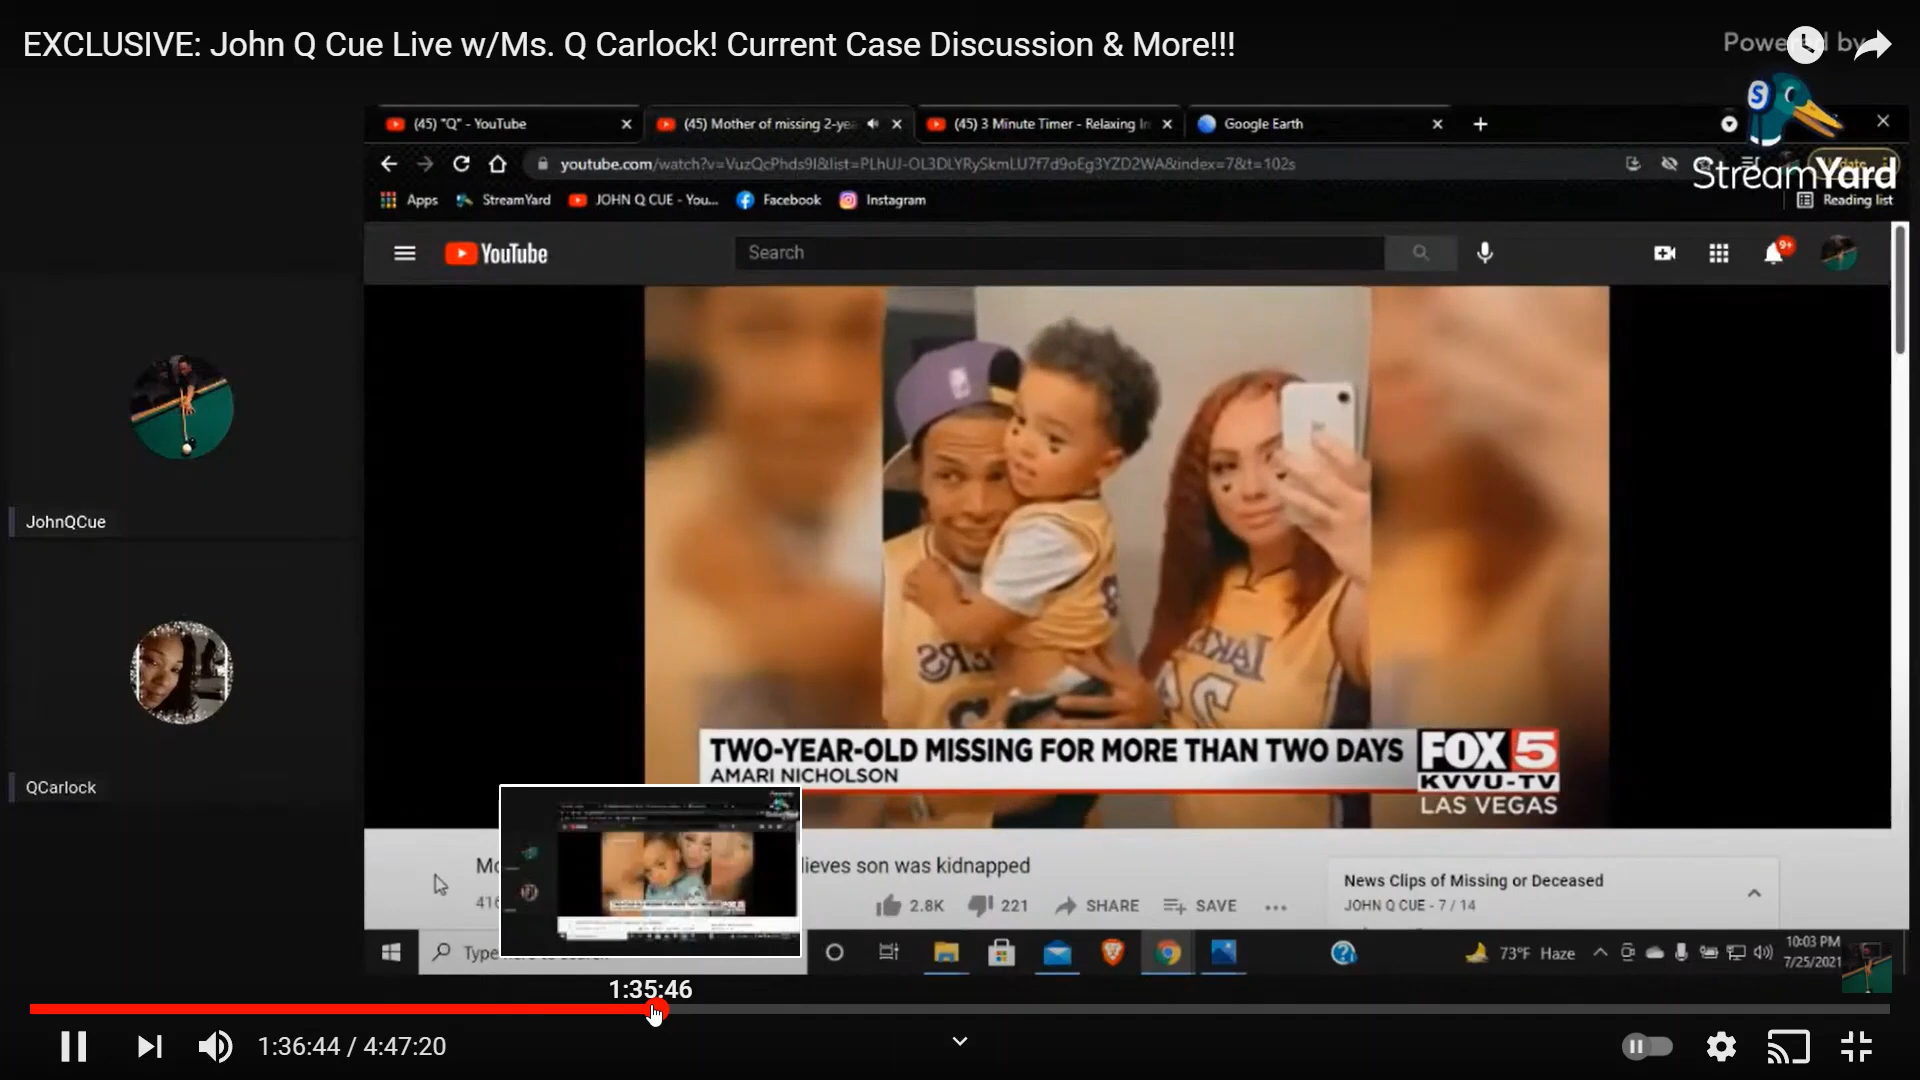 EXCLUSIVE: John Q Cue Live w/Ms. Q Carlock! Current Case Discussion & More!!!
Powered by
StreamYard
(45) "Q" - YouTube
(45) Mother of missing 2-yea
(45) 3 Minute Timer - Relaxing In
Google Earth
youtube.com/watch?v=VuzQcPhds9I&list=PLhUJ-OL3DLYRySkmLU7f7d9oEg3YZD2WA&index=7&t=102s
Apps
StreamYard
JOHN Q CUE - You...
Facebook
Instagram
Reading list
YouTube
Search
9+
JohnQCue
QCarlock
TWO-YEAR-OLD MISSING FOR MORE THAN TWO DAYS
AMARI NICHOLSON
FOX 5
KVVU-TV
LAS VEGAS
lieves son was kidnapped
2.8K
221
SHARE
SAVE
News Clips of Missing or Deceased
JOHN Q CUE - 7 / 14
73°F Haze
10:03 PM
7/25/2021
1:35:46
1:36:44 / 4:47:20